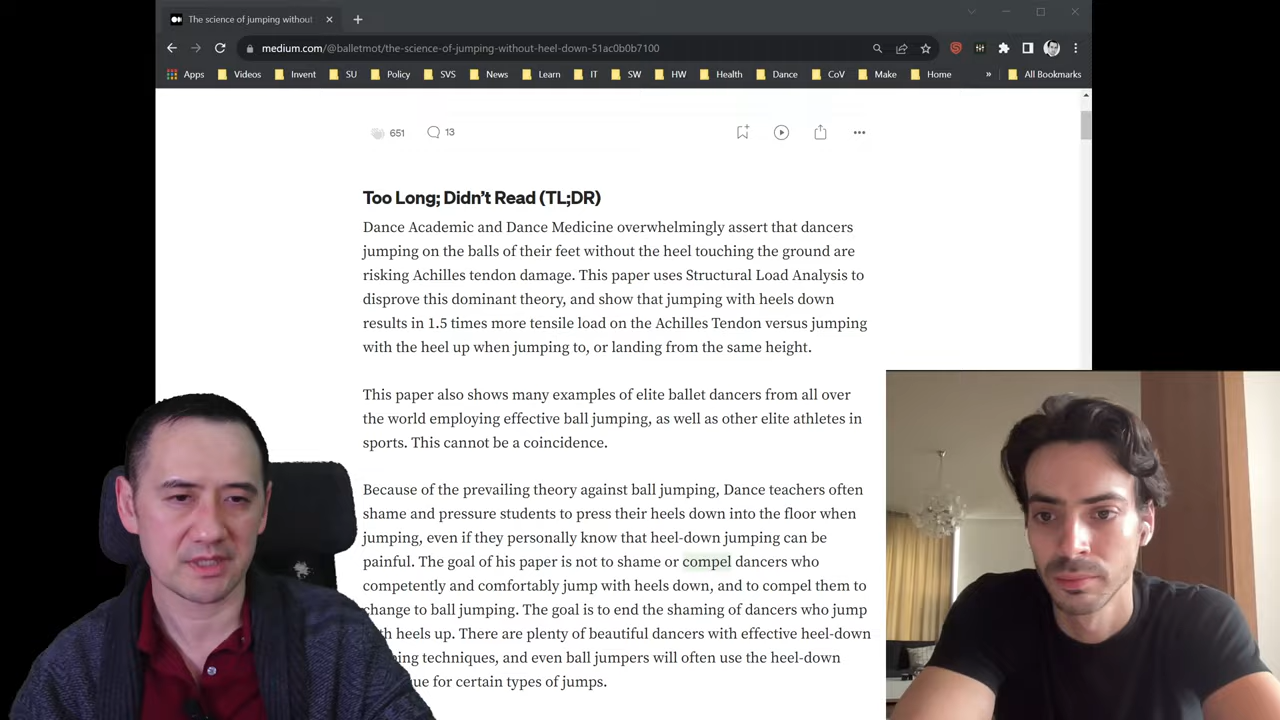 The science of jumping withou
medium.com/@balletmot/the-science-of-jumping-without-heel-down-51ac0b0b7100
Apps Videos Invent SU Policy SVS News Learn IT SW HW Health Dance CoV Make Home » All Bookmarks
651 13
Too Long; Didn't Read (TL;DR)
Dance Academic and Dance Medicine overwhelmingly assert that dancers
jumping on the balls of their feet without the heel touching the ground are
risking Achilles tendon damage. This paper uses Structural Load Analysis to
disprove this dominant theory, and show that jumping with heels down
results in 1.5 times more tensile load on the Achilles Tendon versus jumping
with the heel up when jumping to, or landing from the same height.
This paper also shows many examples of elite ballet dancers from all over
the world employing effective ball jumping, as well as other elite athletes in
sports. This cannot be a coincidence.
Because of the prevailing theory against ball jumping, Dance teachers often
shame and pressure students to press their heels down into the floor when
jumping, even if they personally know that heel-down jumping can be
painful. The goal of his paper is not to shame or compel dancers who
competently and comfortably jump with heels down, and to compel them to
change to ball jumping. The goal is to end the shaming of dancers who jump
heels up. There are plenty of beautiful dancers with effective heel-down
techniques, and even ball jumpers will often use the heel-down
for certain types of jumps.